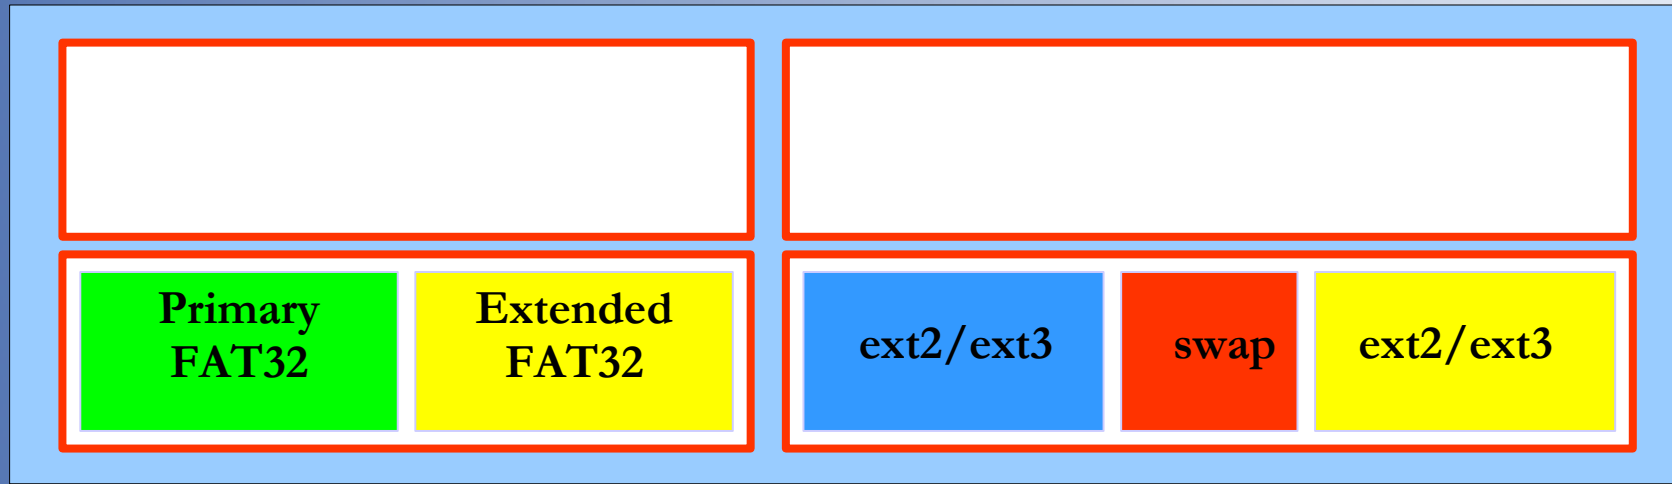 Primary
FAT32
Extended
FAT32
ext2/ext3
swap
ext2/ext3